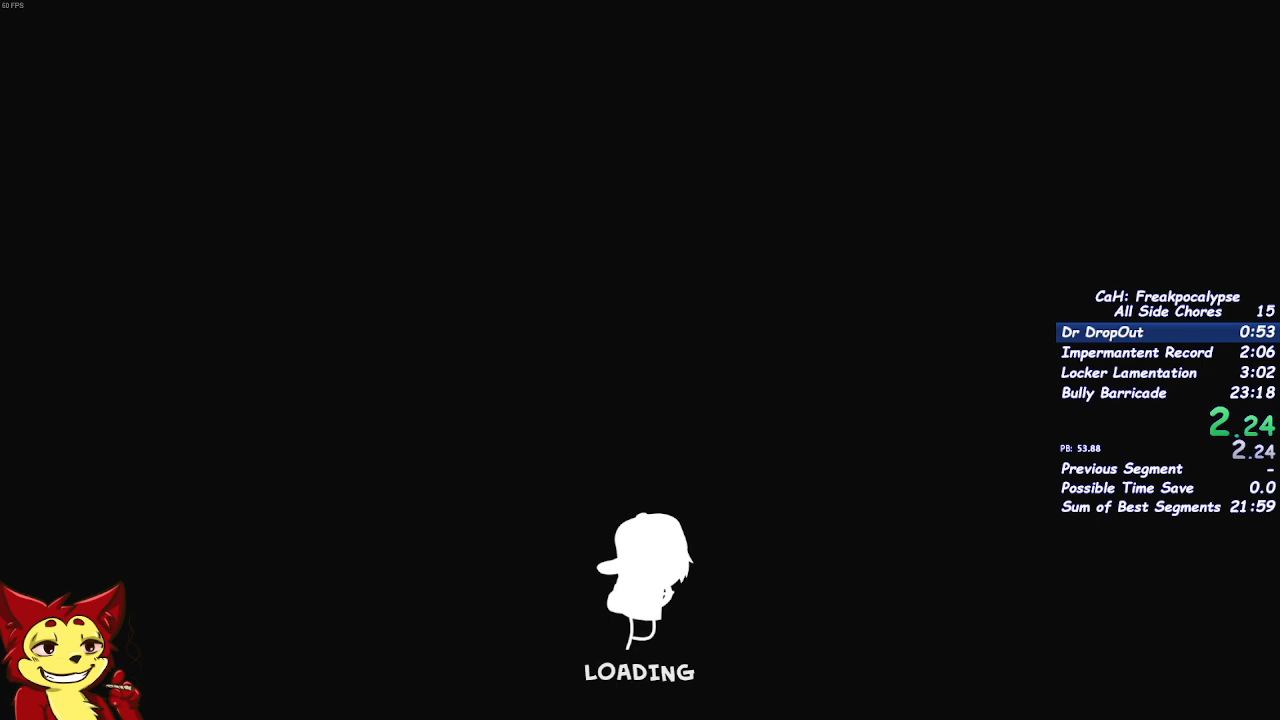 60 FPS
CaH: Freakpocalypse
All Side Chores 15
Dr DropOut 0:53
Impermantent Record 2:06
Locker Lamentation 3:02
Bully Barricade 23:18
2.24
PB: 53.88 2.24
Previous Segment -
Possible Time Save 0.0
Sum of Best Segments 21:59
LOADING